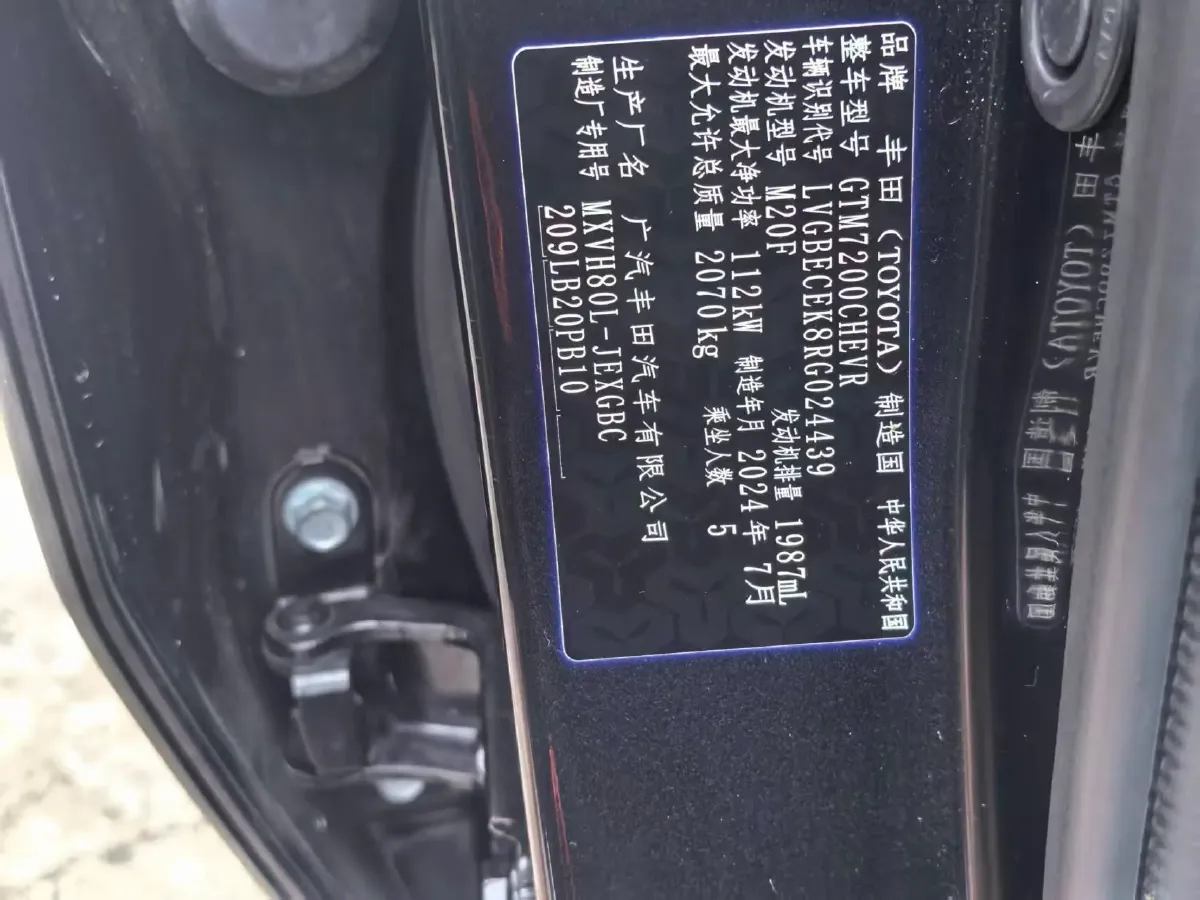 品牌 丰田（TOYOTA） 制造国 中华人民共和国
整车型号 GTM7200CHEVR
车辆识别代号 LVGBECEK8RG024439
发动机型号 M20F 发动机排量 1987mL
发动机最大净功率 112kW 制造年月 2024年 7月
最大允许总质量 2070kg 乘坐人数 5
生产厂名 广汽丰田汽车有限公司
制造厂专用号 MXVH80L-JEXGBC
209LB20PB10